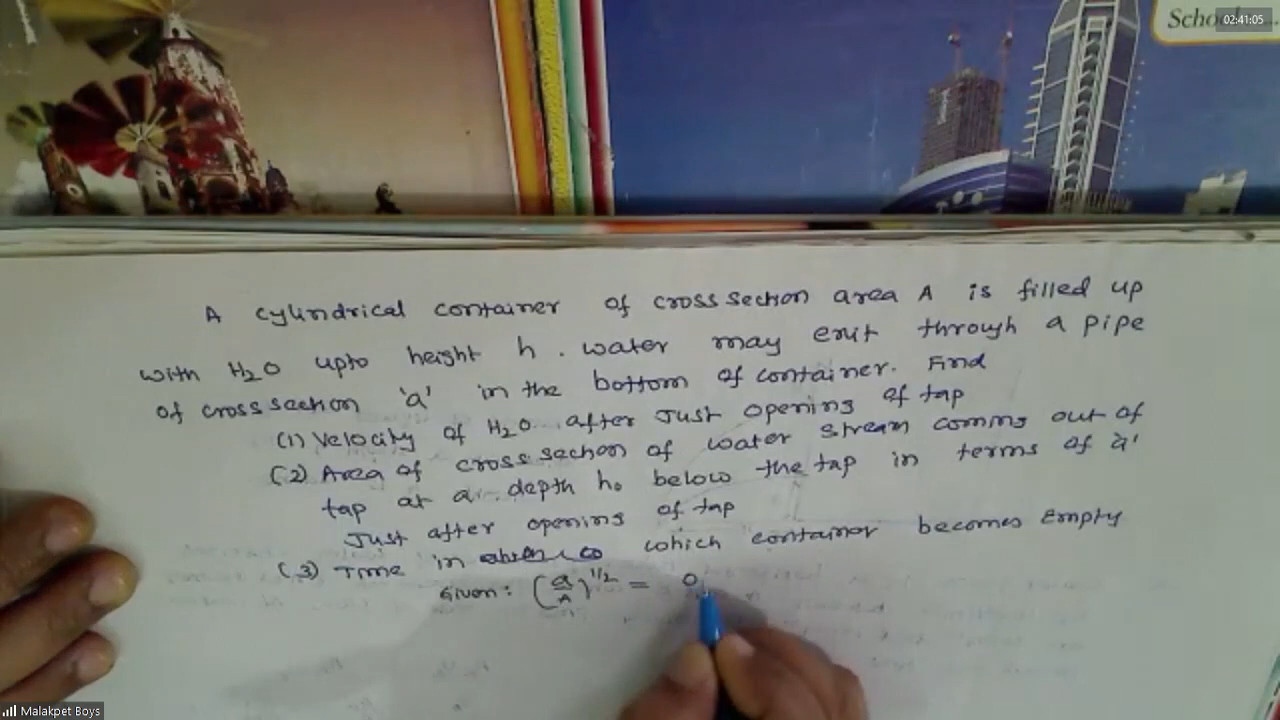 02:41:05
School
A cylindrical container of cross section area A is filled up
with H₂O upto height h. water may exit through a pipe
of cross section 'a' in the bottom of container. Find
(1) Velocity of H₂O after Just opening of tap
(2) Area of cross section of water stream coming out of
tap at a depth h₀ below the tap in terms of 'a'
Just after opening of tap
(3) Time in which container becomes Empty
Given: (a/A)^1/2 = 0.
Malakpet Boys